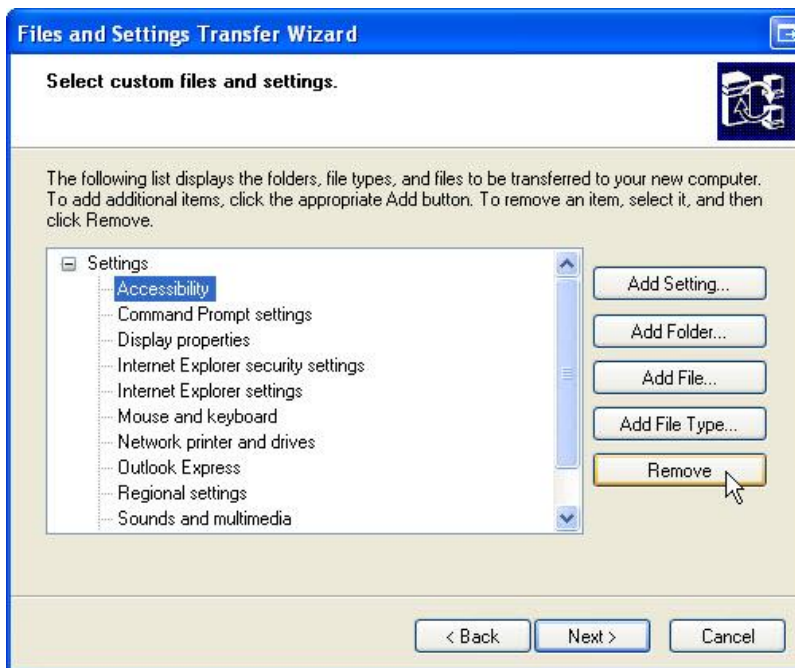 Files and Settings Transfer Wizard
Select custom files and settings.
The following list displays the folders, file types, and files to be transferred to your new computer.
To add additional items, click the appropriate Add button. To remove an item, select it, and then
click Remove.
Settings
Accessibility
Command Prompt settings
Display properties
Internet Explorer security settings
Internet Explorer settings
Mouse and keyboard
Network printer and drives
Outlook Express
Regional settings
Sounds and multimedia
Add Setting...
Add Folder...
Add File...
Add File Type...
Remove
< Back
Next >
Cancel